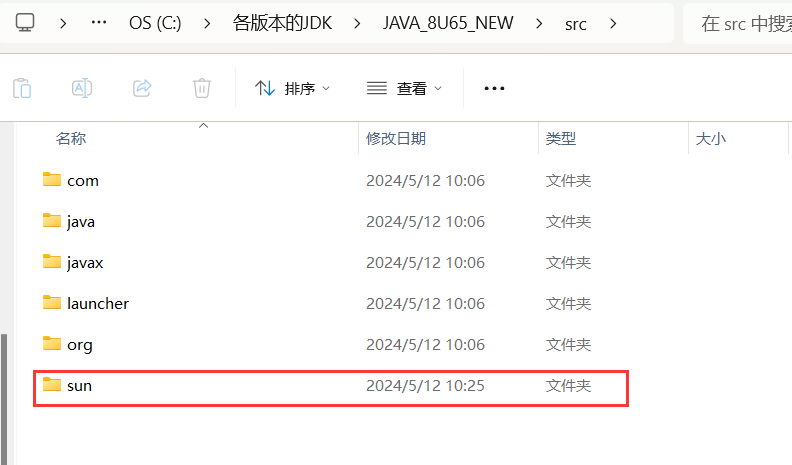 OS (C:) 各版本的JDK JAVA_8U65_NEW src 在 src 中搜索
排序 查看
名称 修改日期 类型 大小
com 2024/5/12 10:06 文件夹
java 2024/5/12 10:06 文件夹
javax 2024/5/12 10:06 文件夹
launcher 2024/5/12 10:06 文件夹
org 2024/5/12 10:06 文件夹
sun 2024/5/12 10:25 文件夹